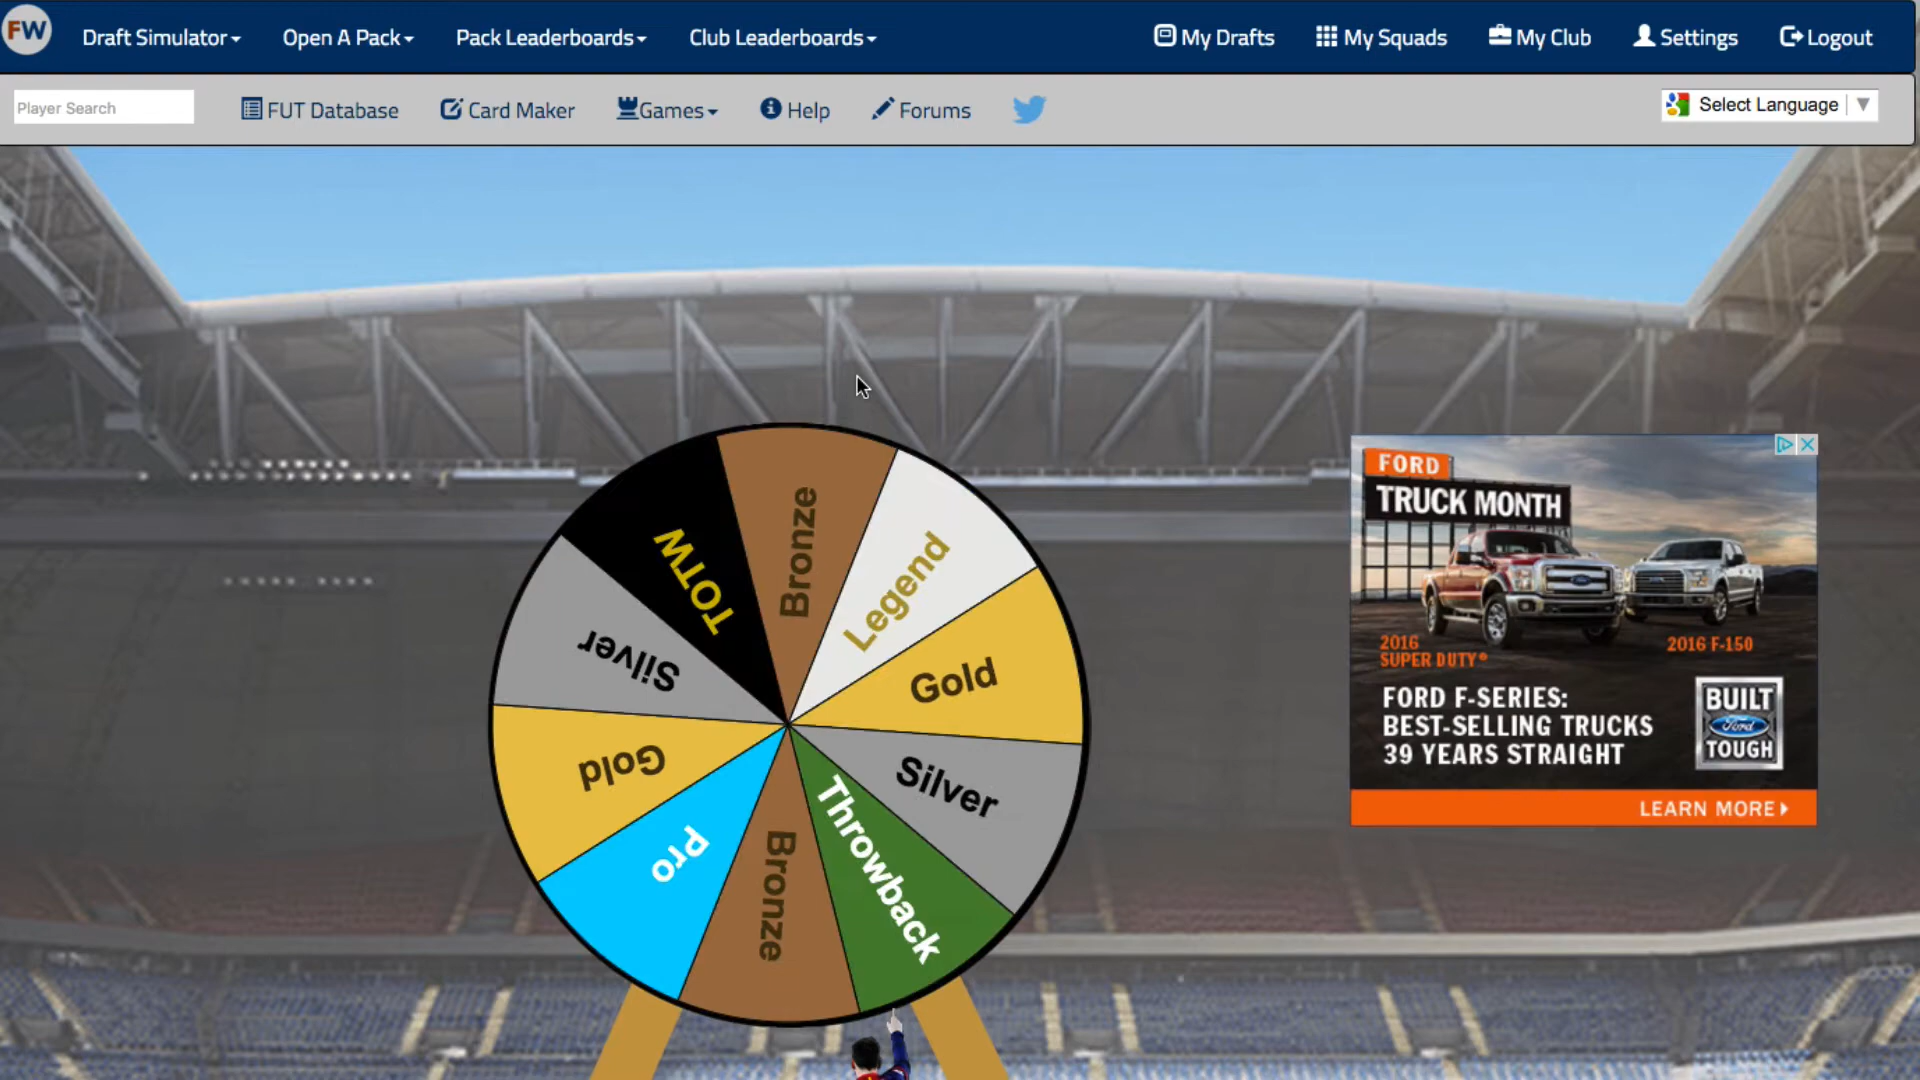 FW
Draft Simulator
Open A Pack
Pack Leaderboards
Club Leaderboards
My Drafts
My Squads
My Club
Settings
Logout
Player Search
FUT Database
Card Maker
Games
Help
Forums
Select Language
TOTW
Bronze
Legend
Gold
Silver
Throwback
Bronze
Pro
Gold
Silver
FORD
TRUCK MONTH
2016
SUPER DUTY®
2016 F-150
FORD F-SERIES:
BEST-SELLING TRUCKS
39 YEARS STRAIGHT
BUILT
Ford
TOUGH
LEARN MORE